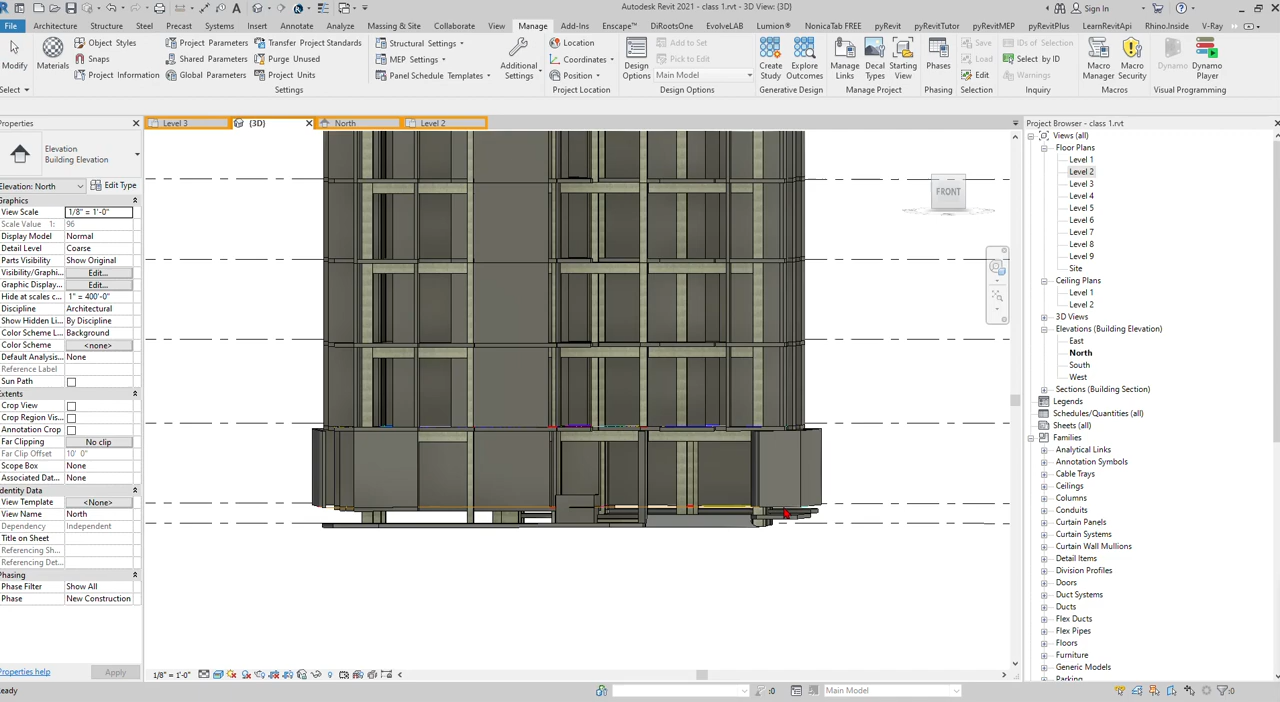 Autodesk Revit 2021 - class 1.rvt - 3D View: {3D}
Sign In
File Architecture Structure Steel Precast Systems Insert Annotate Analyze Massing & Site Collaborate View Manage Add-Ins Enscape™ DiRootsOne EvolveLAB Lumion® NonicaTab FREE pyRevit pyRevitTutor pyRevitMEP pyRevitPlus LearnRevitApi Rhino.Inside V-Ray
Modify
Select
Materials
Object Styles
Snaps
Project Information
Project Parameters
Shared Parameters
Global Parameters
Transfer Project Standards
Purge Unused
Project Units
Settings
Structural Settings
MEP Settings
Panel Schedule Templates
Additional Settings
Location
Coordinates
Position
Project Location
Design Options
Add to Set
Pick to Edit
Main Model
Design Options
Create Study
Explore Outcomes
Generative Design
Manage Links
Decal Types
Starting View
Manage Project
Phases
Phasing
Save
Load
Edit
Selection
IDs of Selection
Select by ID
Warnings
Inquiry
Macro Manager
Macro Security
Macros
Dynamo
Dynamo Player
Visual Programming
Properties
Level 3
{3D}
North
Level 2
Project Browser - class 1.rvt
Elevation
Building Elevation
Elevation: North
Edit Type
Graphics
View Scale 1/8" = 1'-0"
Scale Value 1: 96
Display Model Normal
Detail Level Coarse
Parts Visibility Show Original
Visibility/Graphi... Edit...
Graphic Display... Edit...
Hide at scales c... 1" = 400'-0"
Discipline Architectural
Show Hidden Li... By Discipline
Color Scheme L... Background
Color Scheme <none>
Default Analysis... None
Reference Label
Sun Path
Extents
Crop View
Crop Region Vis...
Annotation Crop
Far Clipping No clip
Far Clip Offset 10' 0"
Scope Box None
Associated Dat... None
Identity Data
View Template <None>
View Name North
Dependency Independent
Title on Sheet
Referencing Sh...
Referencing De...
Phasing
Phase Filter Show All
Phase New Construction
Properties help
Apply
FRONT
Views (all)
Floor Plans
Level 1
Level 2
Level 3
Level 4
Level 5
Level 6
Level 7
Level 8
Level 9
Site
Ceiling Plans
Level 1
Level 2
3D Views
Elevations (Building Elevation)
East
North
South
West
Sections (Building Section)
Legends
Schedules/Quantities (all)
Sheets (all)
Families
Analytical Links
Annotation Symbols
Cable Trays
Ceilings
Columns
Conduits
Curtain Panels
Curtain Systems
Curtain Wall Mullions
Detail Items
Division Profiles
Doors
Duct Systems
Ducts
Flex Ducts
Flex Pipes
Floors
Furniture
Generic Models
Parking
1/8" = 1'-0"
Ready
:0
Main Model
:0